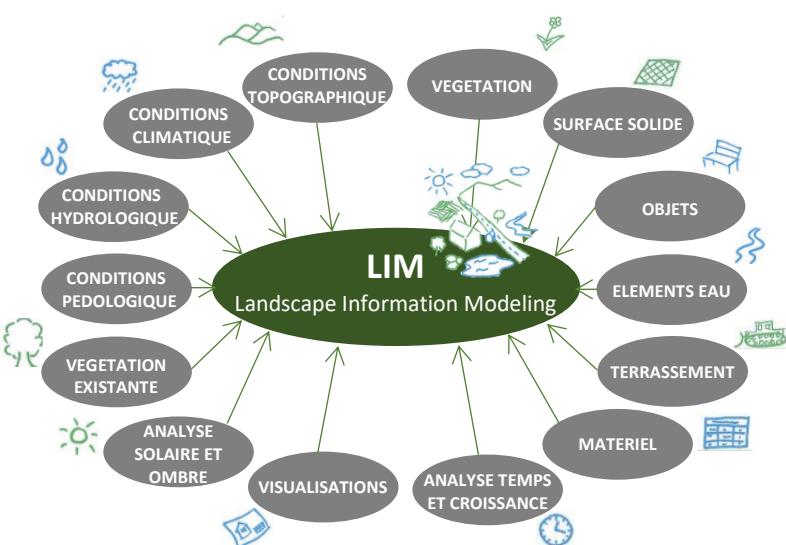 CONDITIONS
TOPOGRAPHIQUE
VEGETATION
CONDITIONS
CLIMATIQUE
SURFACE SOLIDE
CONDITIONS
HYDROLOGIQUE
OBJETS
LIM
Landscape Information Modeling
CONDITIONS
PEDOLOGIQUE
ELEMENTS EAU
VEGETATION
EXISTANTE
TERRASSEMENT
ANALYSE
SOLAIRE ET
OMBRE
MATERIEL
VISUALISATIONS
ANALYSE TEMPS
ET CROISSANCE